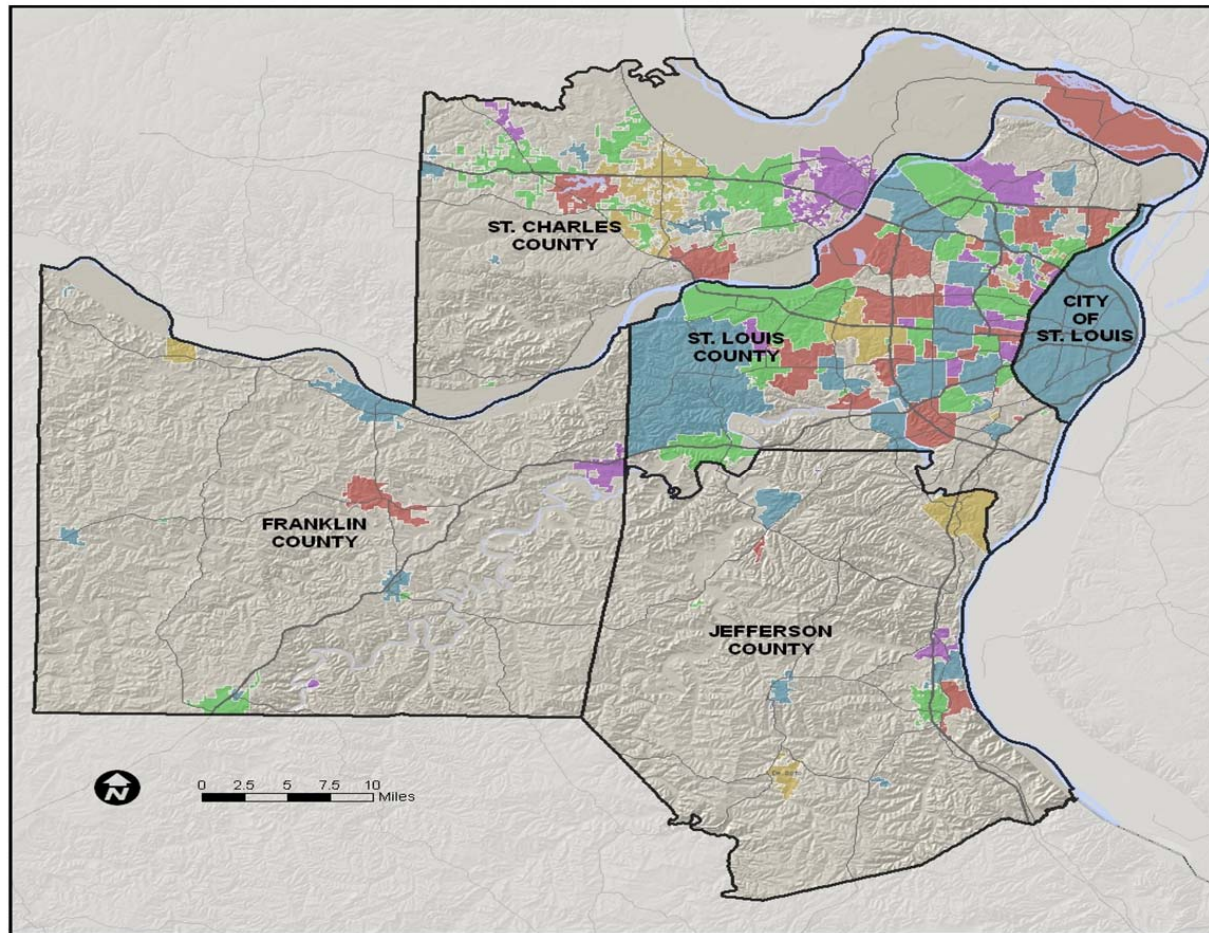 ST. CHARLES
COUNTY
ST. LOUIS
COUNTY
CITY
OF
ST. LOUIS
FRANKLIN
COUNTY
JEFFERSON
COUNTY
N
0 2.5 5 7.5 10
Miles